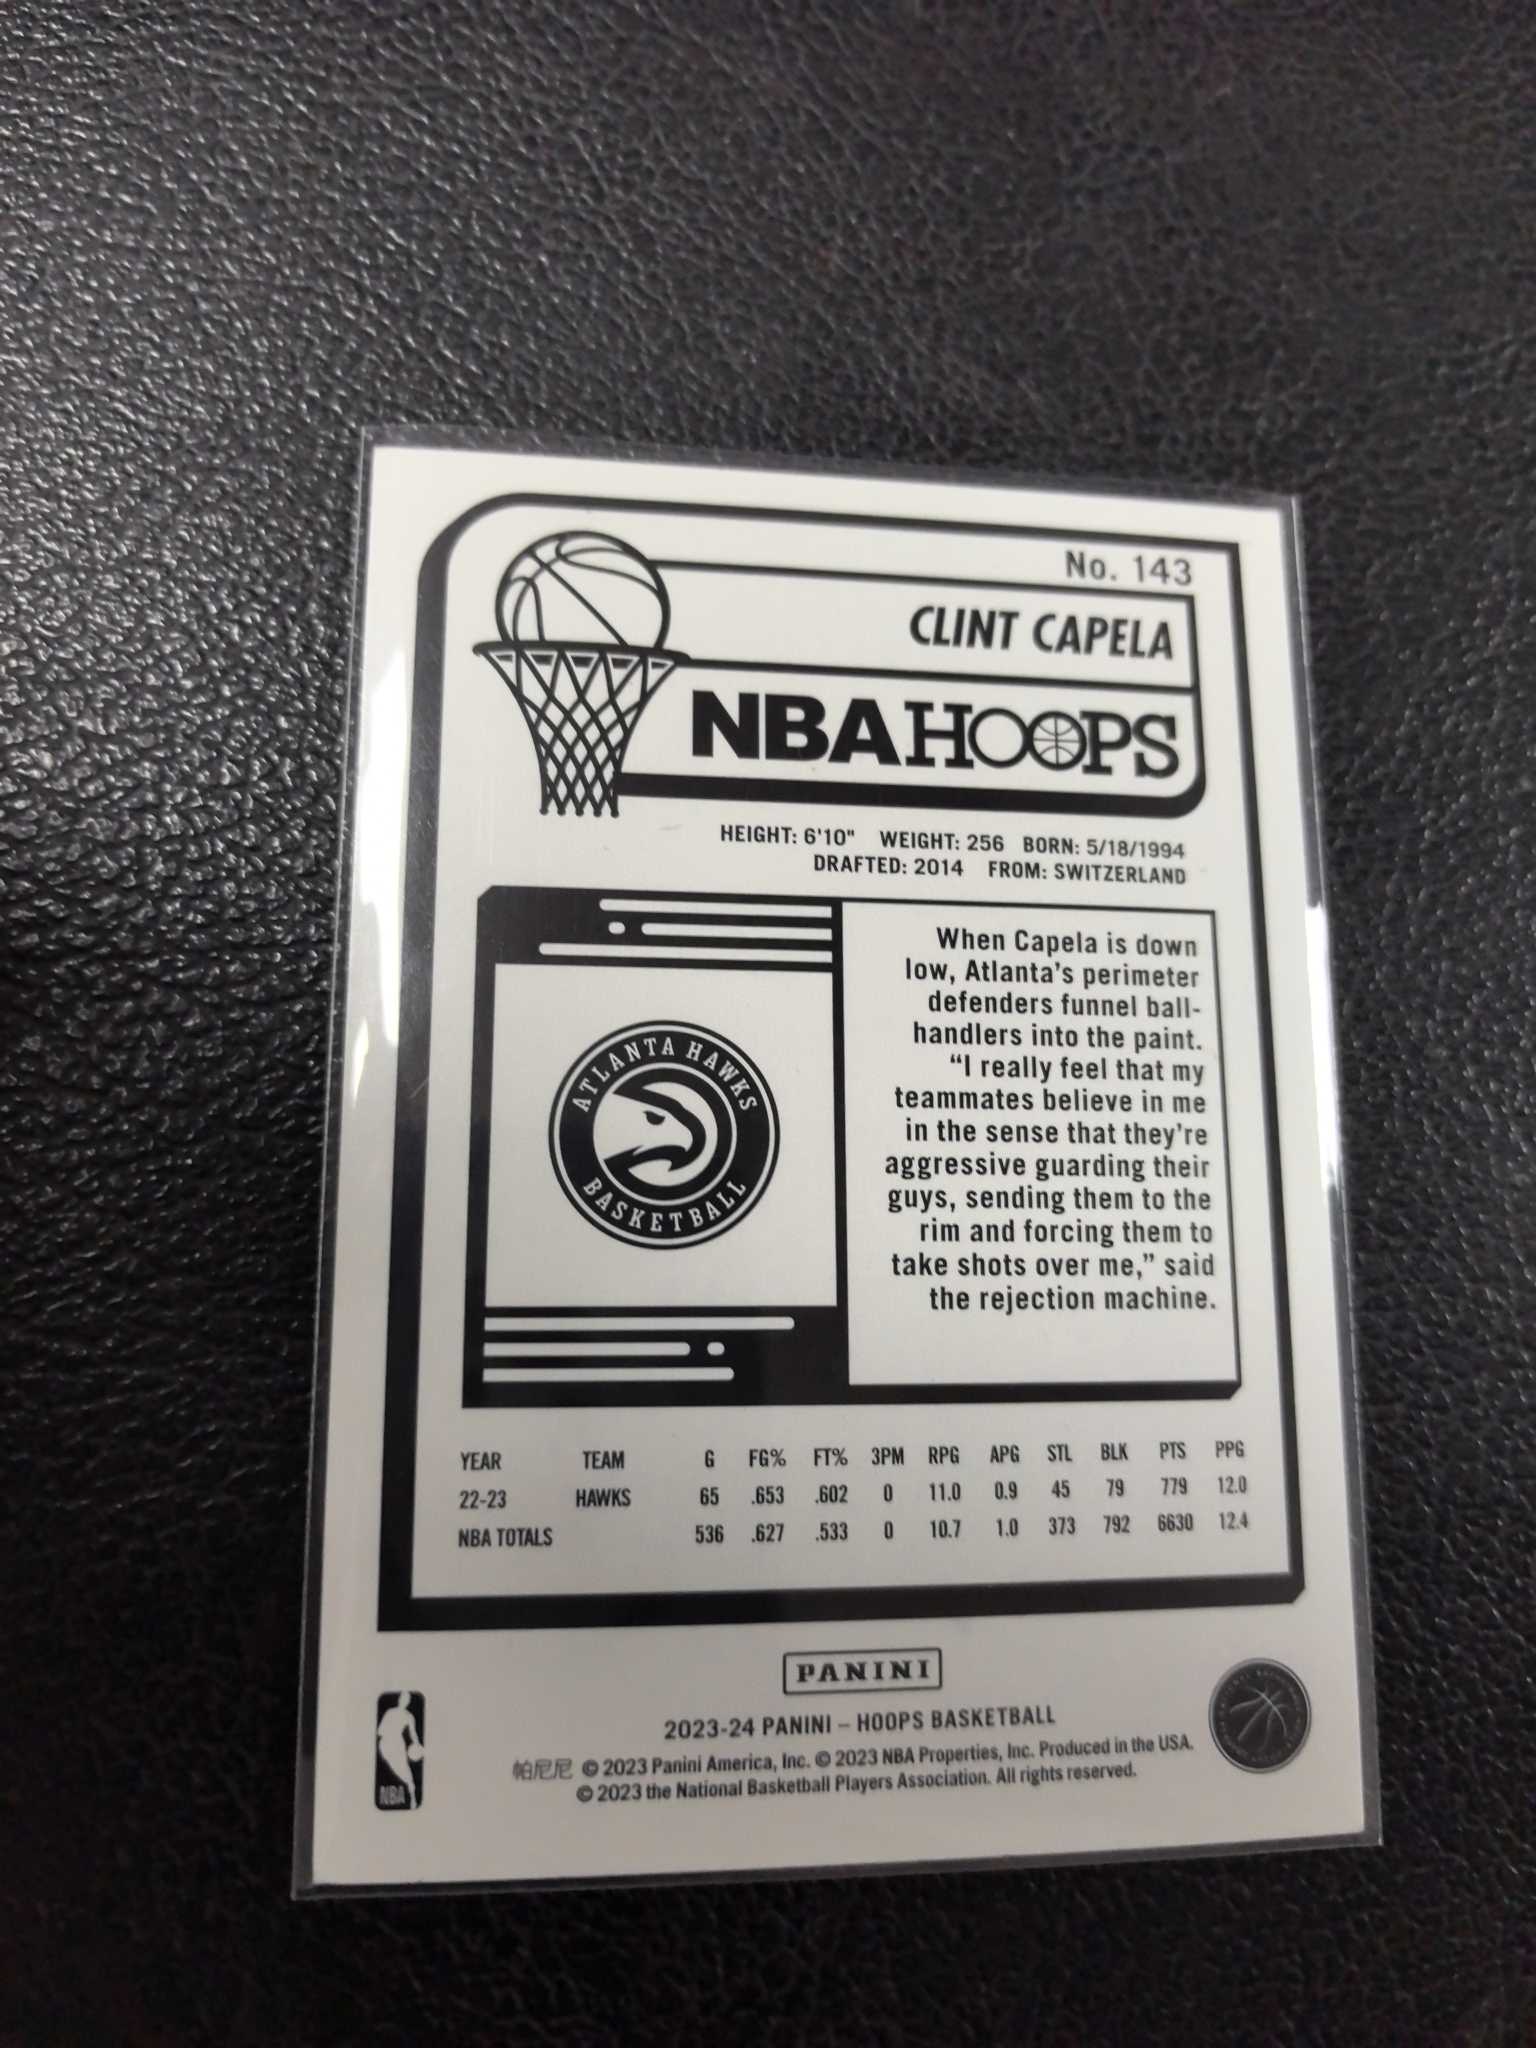 No. 143
CLINT CAPELA
NBA HOOPS
HEIGHT: 6'10" WEIGHT: 256 BORN: 5/18/1994
DRAFTED: 2014 FROM: SWITZERLAND
When Capela is down
low, Atlanta's perimeter
defenders funnel ball-
handlers into the paint.
“I really feel that my
teammates believe in me
in the sense that they're
aggressive guarding their
guys, sending them to the
rim and forcing them to
take shots over me,” said
the rejection machine.
ATLANTA HAWKS
BASKETBALL
YEAR TEAM G FG% FT% 3PM RPG APG STL BLK PTS PPG
22-23 HAWKS 65 .653 .602 0 11.0 0.9 45 79 779 12.0
NBA TOTALS 536 .627 .533 0 10.7 1.0 373 792 6630 12.4
PANINI
2023-24 PANINI – HOOPS BASKETBALL
帕尼尼 © 2023 Panini America, Inc. © 2023 NBA Properties, Inc. Produced in the USA.
© 2023 the National Basketball Players Association. All rights reserved.
NBA